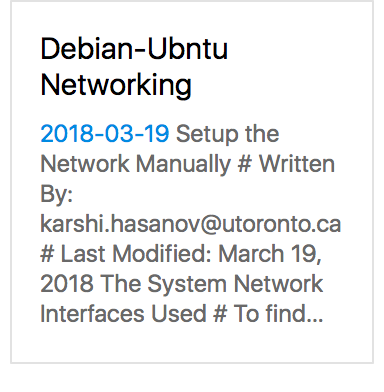 Debian-Ubntu
Networking
2018-03-19 Setup the
Network Manually # Written
By:
karshi.hasanov@utoronto.ca
# Last Modified: March 19,
2018 The System Network
Interfaces Used # To find...